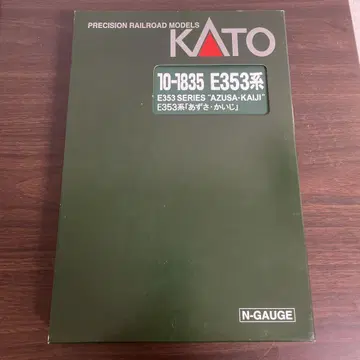 PRECISION RAILROAD MODELS
KATO
10-1835 E353系
E353 SERIES "AZUSA・KAIJI"
E353系「あずさ・かいじ」
N-GAUGE